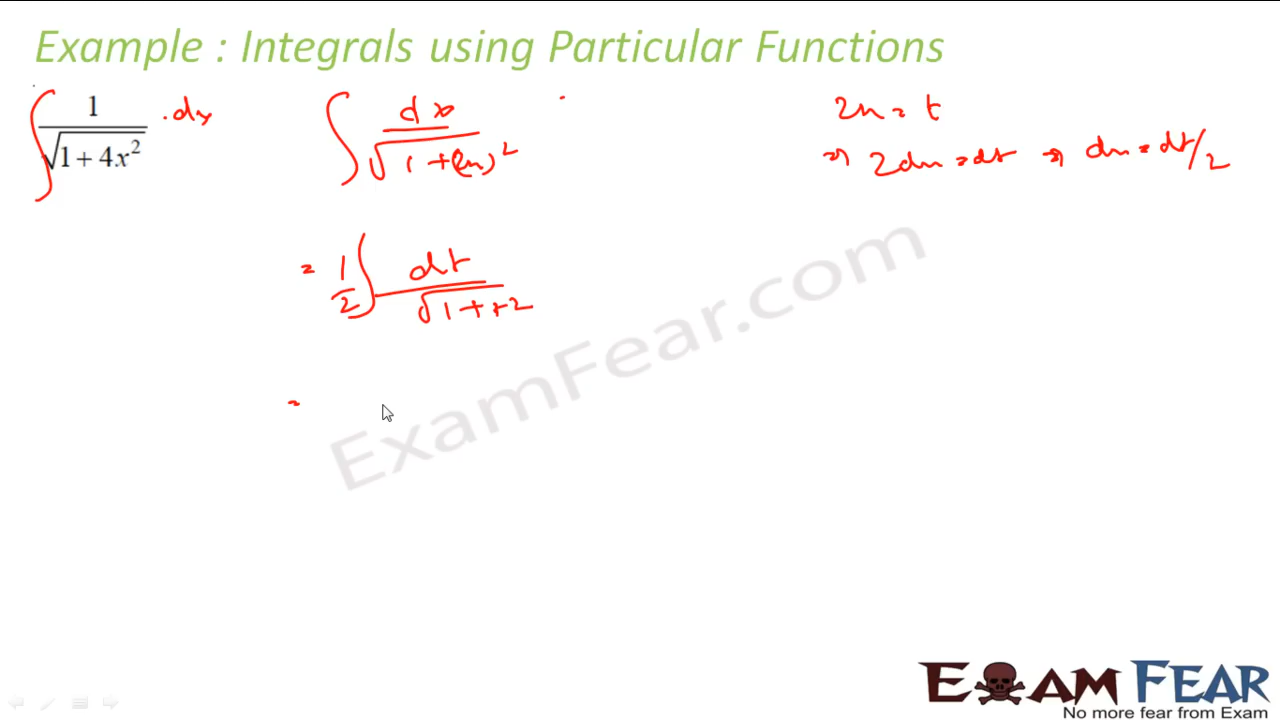 Example : Integrals using Particular Functions
∫ 1/√(1 + 4x²) .dx
∫ dx/√(1 + (2x)²)
2x = t
⇒ 2dx = dt ⇒ dx = dt/2
= 1/2 ∫ dt/√(1 + t2)
=
ExamFear.com
EXAM FEAR
No more fear from Exam